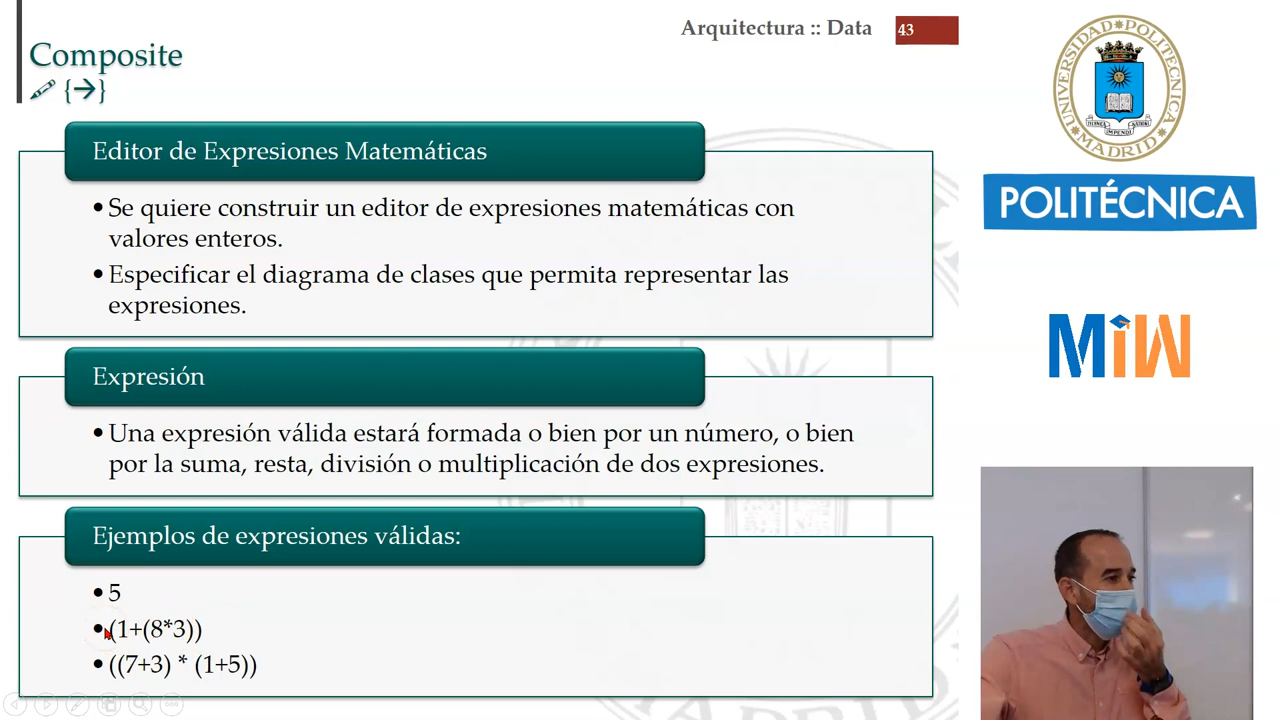 Arquitectura :: Data
43
Composite
{→}
Editor de Expresiones Matemáticas
•Se quiere construir un editor de expresiones matemáticas con
valores enteros.
•Especificar el diagrama de clases que permita representar las
expresiones.
Expresión
•Una expresión válida estará formada o bien por un número, o bien
por la suma, resta, división o multiplicación de dos expresiones.
Ejemplos de expresiones válidas:
•5
•(1+(8*3))
•((7+3) * (1+5))
UNIVERSIDAD POLITÉCNICA
MADRID
POLITÉCNICA
MiW